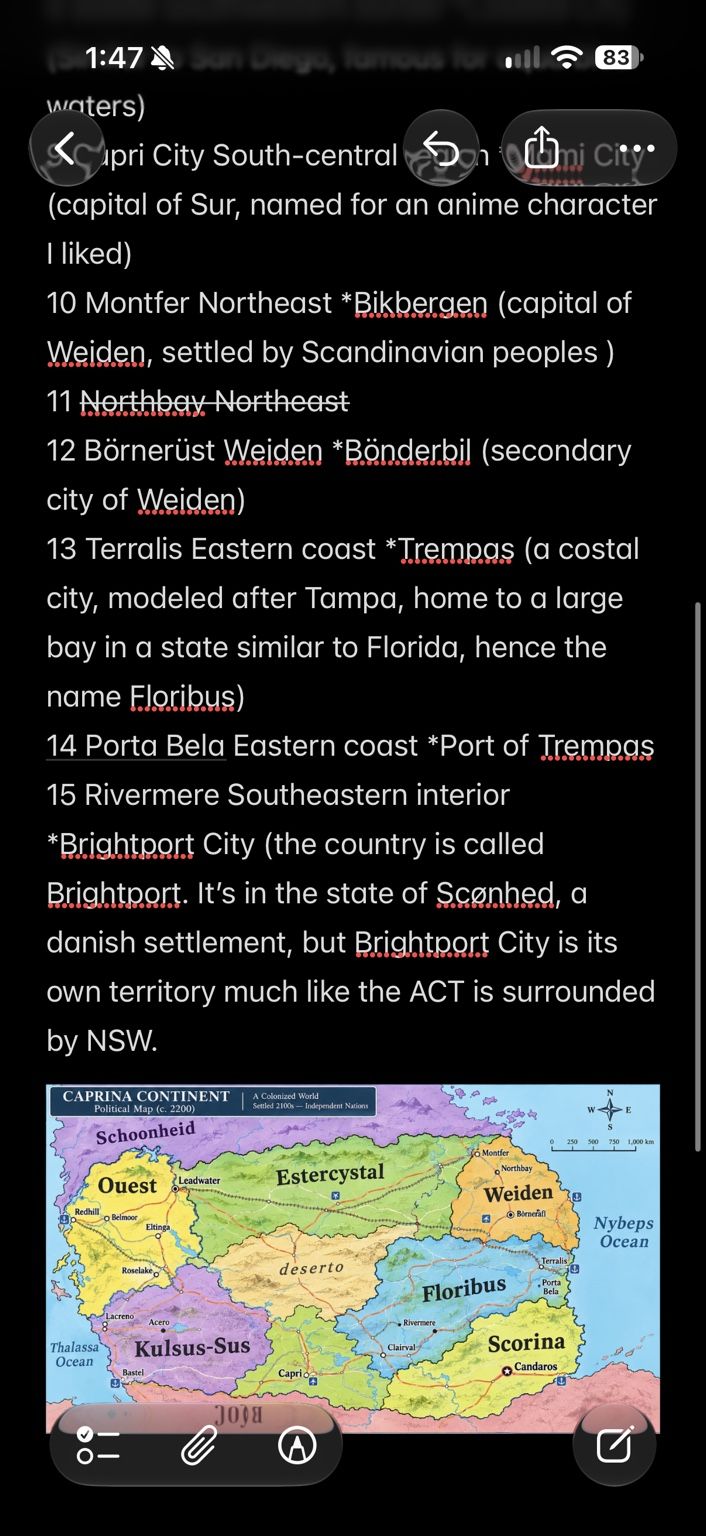 1:47
83
San Diego, famous for
waters)
Capri City South-central
City
(capital of Sur, named for an anime character
I liked)
10 Montfer Northeast *Bikbergen (capital of
Weiden, settled by Scandinavian peoples )
11 Northbay Northeast
12 Börnerüst Weiden *Bönderbil (secondary
city of Weiden)
13 Terralis Eastern coast *Trempas (a costal
city, modeled after Tampa, home to a large
bay in a state similar to Florida, hence the
name Floribus)
14 Porta Bela Eastern coast *Port of Trempas
15 Rivermere Southeastern interior
*Brightport City (the country is called
Brightport. It’s in the state of Scønhed, a
danish settlement, but Brightport City is its
own territory much like the ACT is surrounded
by NSW.
CAPRINA CONTINENT
Political Map (c. 2200)
A Colonized World
Settled 2100s — Independent Nations
N
W E
S
0 250 500 750 1,000 km
Schoonheid
Montfer
Estercystal
Northbay
Ouest
Leadwater
Weiden
Redhill
Belmoor
Eltinga
Nybeps
Ocean
deserto
Terralis
Roselake
Floribus
Porta
Bela
Lacreno
Acero
Rivermere
Thalassa
Ocean
Kulsus-Sus
Clairval
Scorina
Bastel
Capri
Candaros